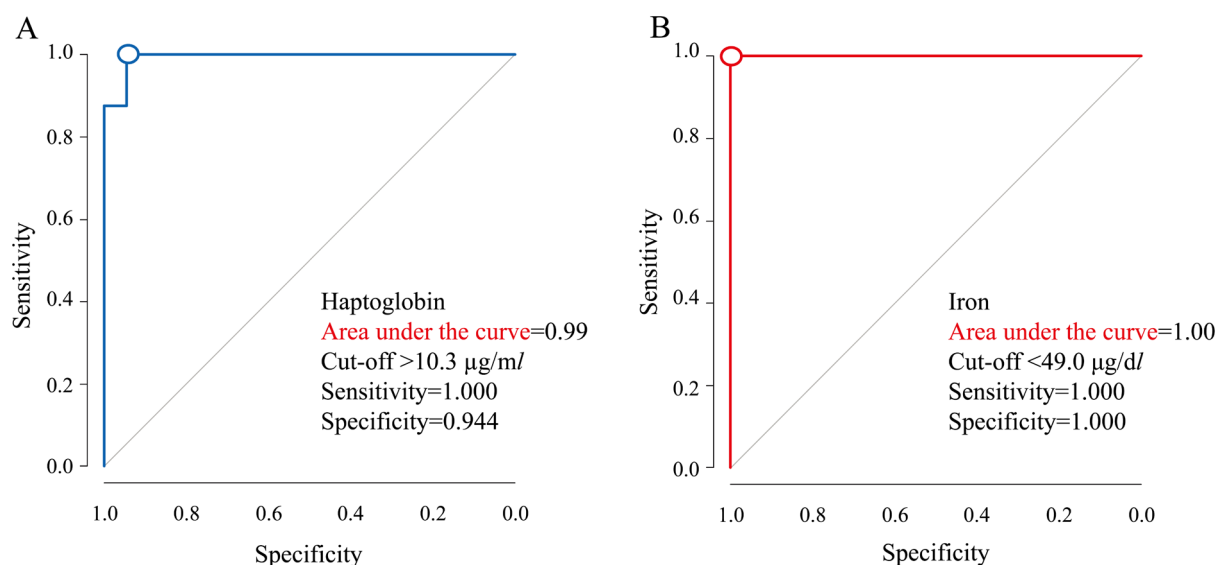 A
1.0
0.8
0.6
0.4
0.2
0.0
Sensitivity
Haptoglobin
Area under the curve=0.99
Cut-off >10.3 µg/ml
Sensitivity=1.000
Specificity=0.944
1.0 0.8 0.6 0.4 0.2 0.0
Specificity
B
1.0
0.8
0.6
0.4
0.2
0.0
Sensitivity
Iron
Area under the curve=1.00
Cut-off <49.0 µg/dl
Sensitivity=1.000
Specificity=1.000
1.0 0.8 0.6 0.4 0.2 0.0
Specificity